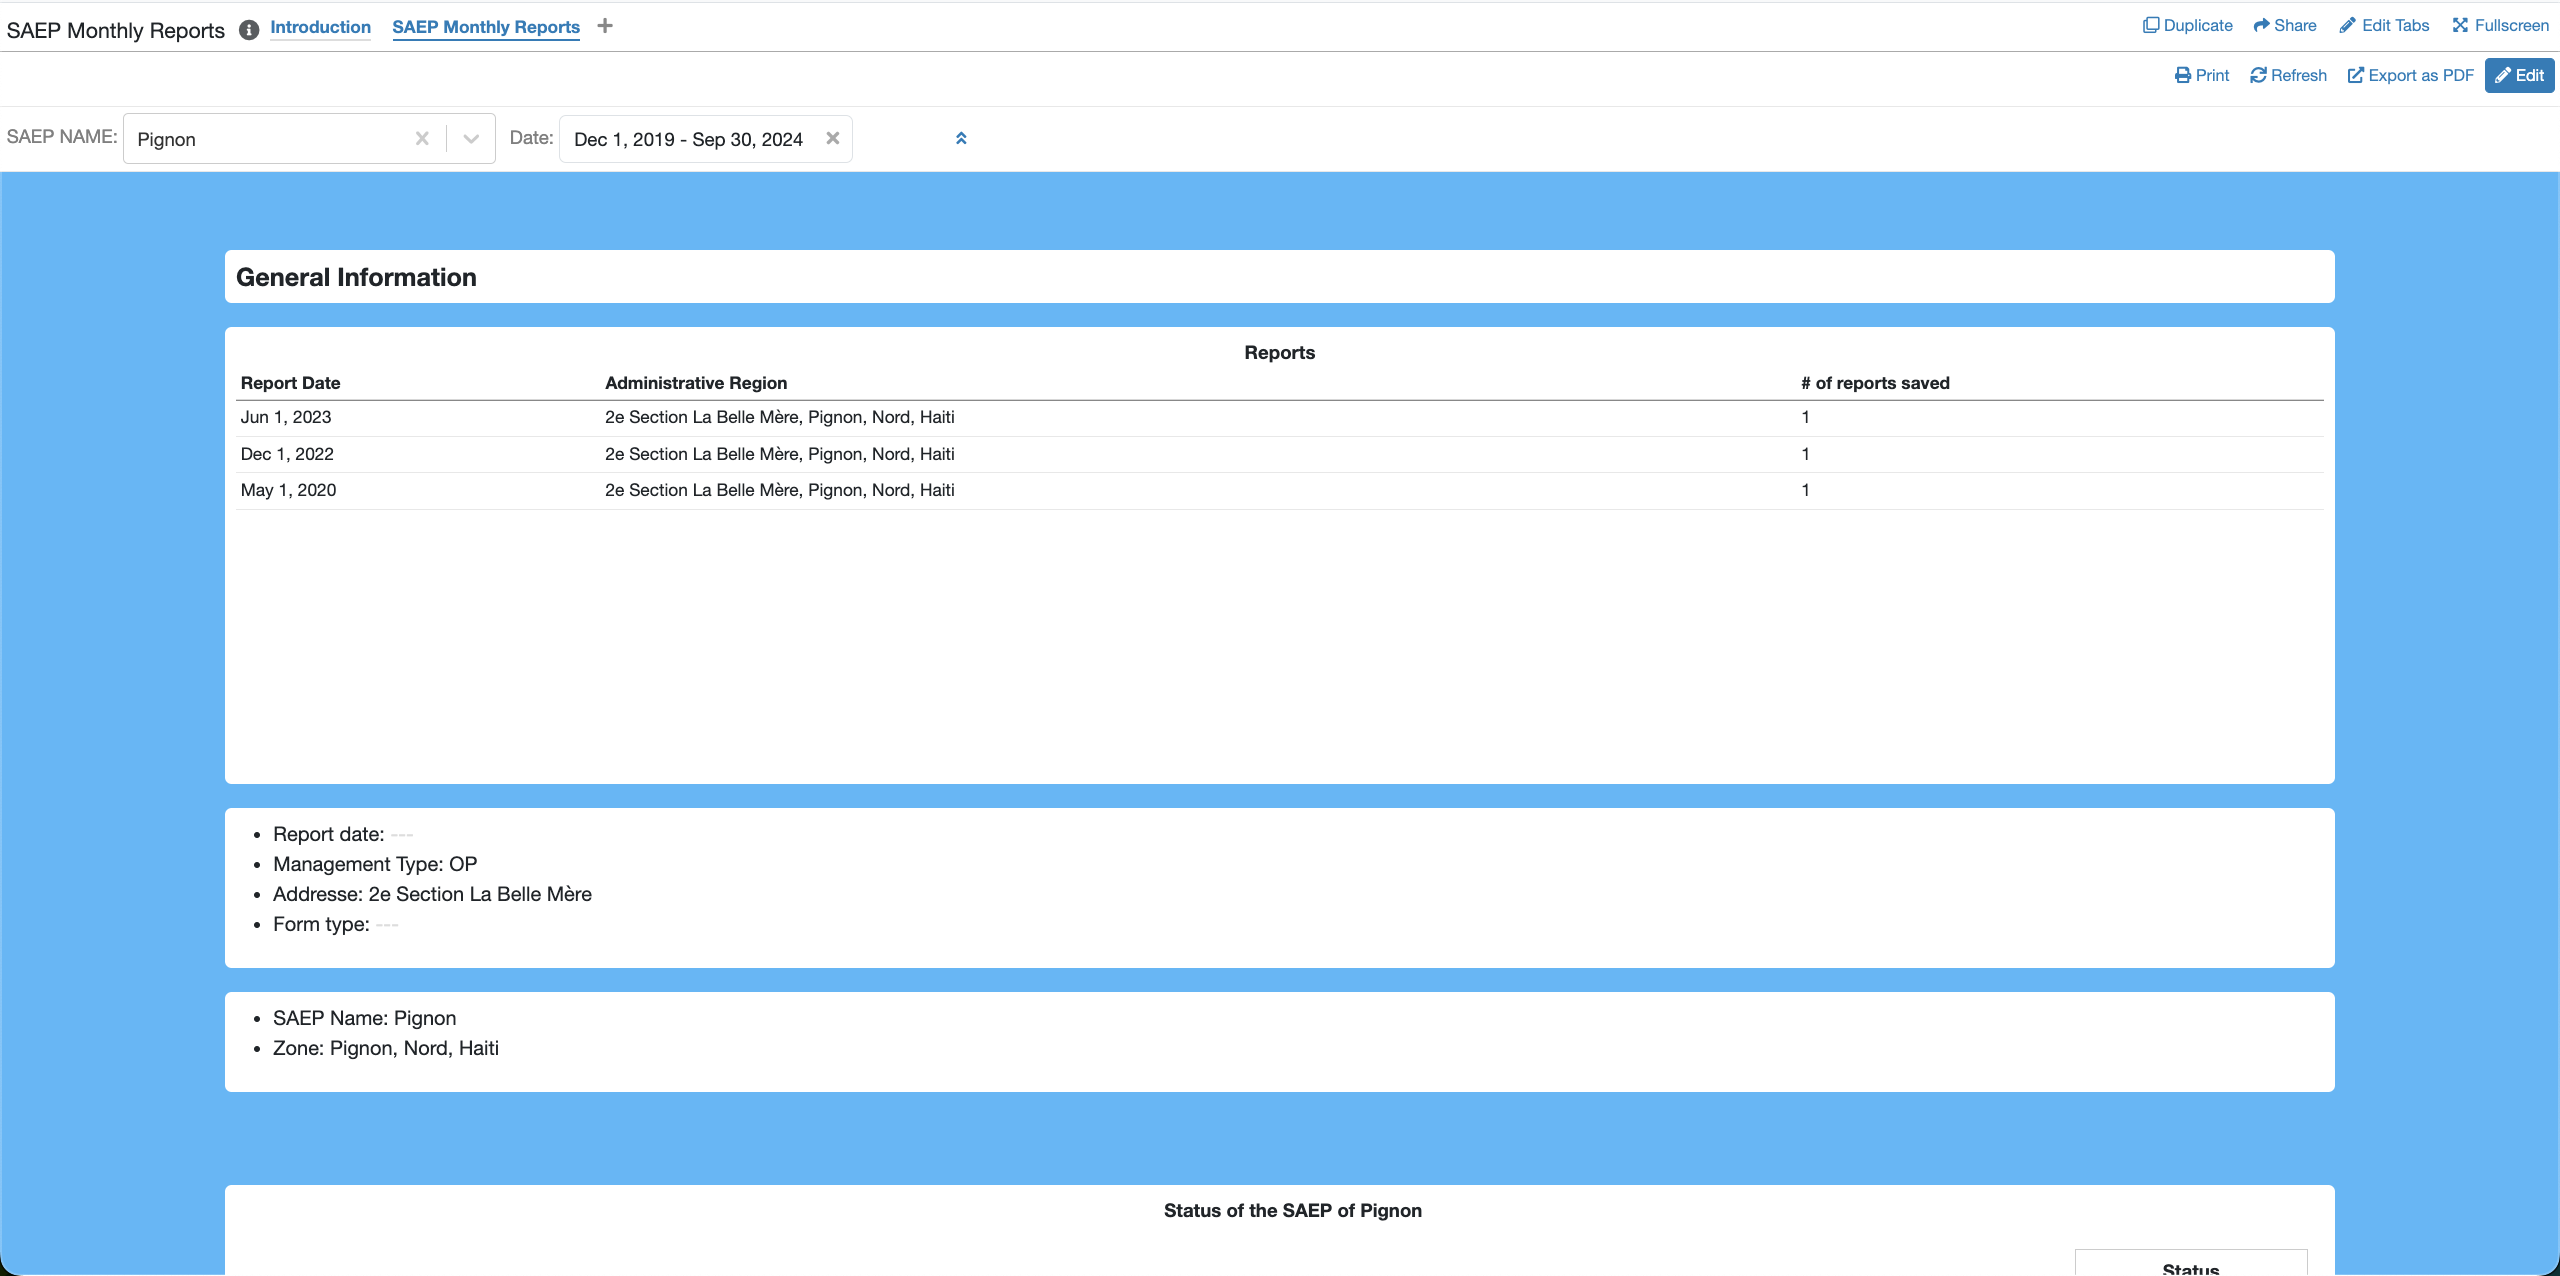 SAEP Monthly Reports Introduction SAEP Monthly Reports Duplicate Share Edit Tabs Fullscreen
Print Refresh Export as PDF Edit
SAEP NAME: Pignon Date: Dec 1, 2019 - Sep 30, 2024
General Information
Reports
Report Date Administrative Region # of reports saved
Jun 1, 2023 2e Section La Belle Mère, Pignon, Nord, Haiti 1
Dec 1, 2022 2e Section La Belle Mère, Pignon, Nord, Haiti 1
May 1, 2020 2e Section La Belle Mère, Pignon, Nord, Haiti 1
• Report date: ---
• Management Type: OP
• Addresse: 2e Section La Belle Mère
• Form type: ---
• SAEP Name: Pignon
• Zone: Pignon, Nord, Haiti
Status of the SAEP of Pignon
Status